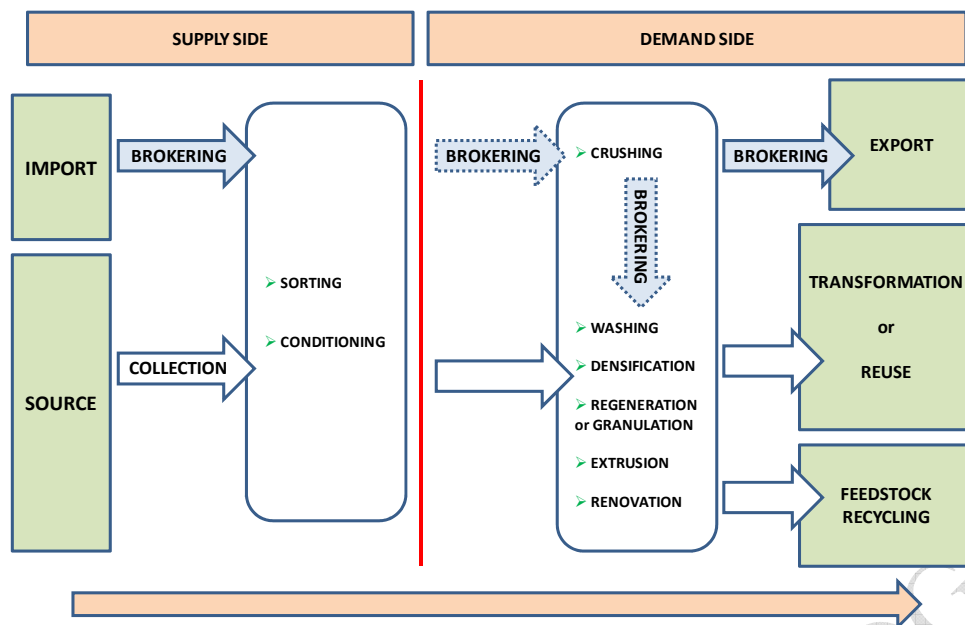 SUPPLY SIDE
DEMAND SIDE
IMPORT
BROKERING
SOURCE
COLLECTION
SORTING
CONDITIONING
BROKERING
CRUSHING
BROKERING
WASHING
DENSIFICATION
REGENERATION
or GRANULATION
EXTRUSION
RENOVATION
BROKERING
EXPORT
TRANSFORMATION
or
REUSE
FEEDSTOCK
RECYCLING